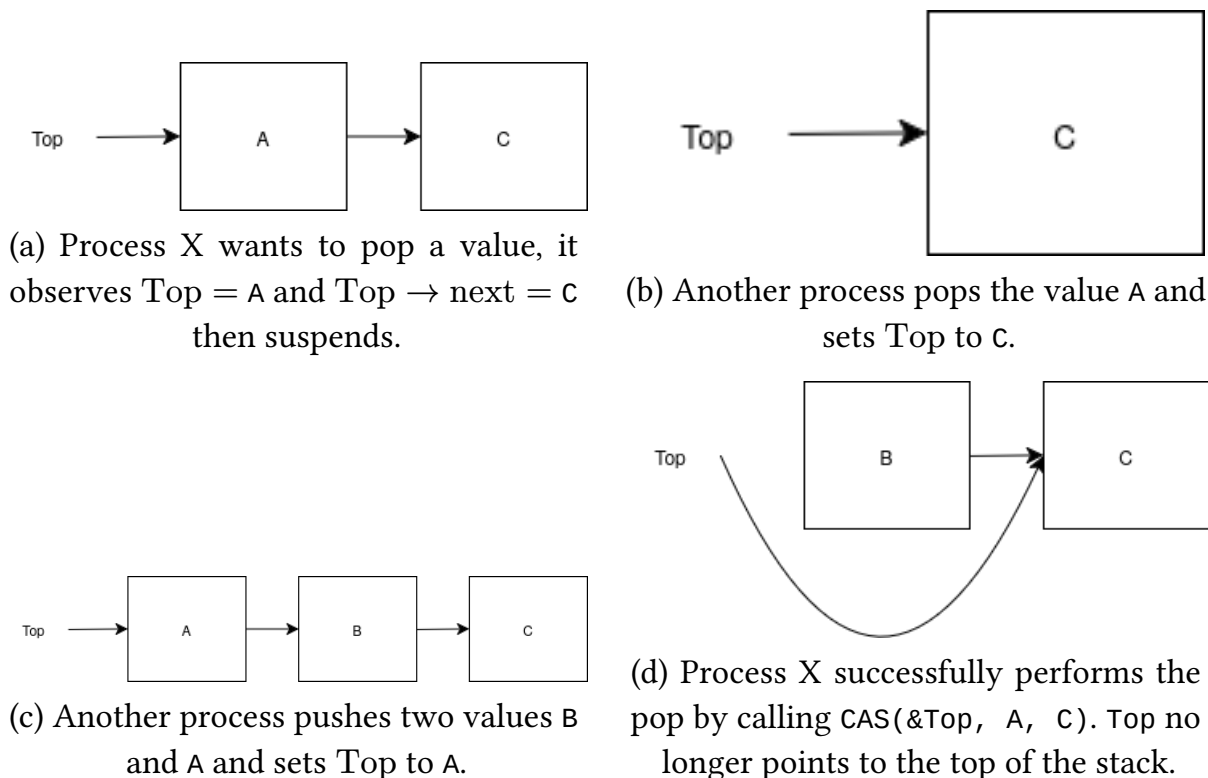 Top
A
C
(a) Process X wants to pop a value, it
observes Top = A and Top → next = C
then suspends.
Top
C
(b) Another process pops the value A and
sets Top to C.
Top
A
B
C
(c) Another process pushes two values B
and A and sets Top to A.
Top
B
C
(d) Process X successfully performs the
pop by calling CAS(&Top, A, C). Top no
longer points to the top of the stack.